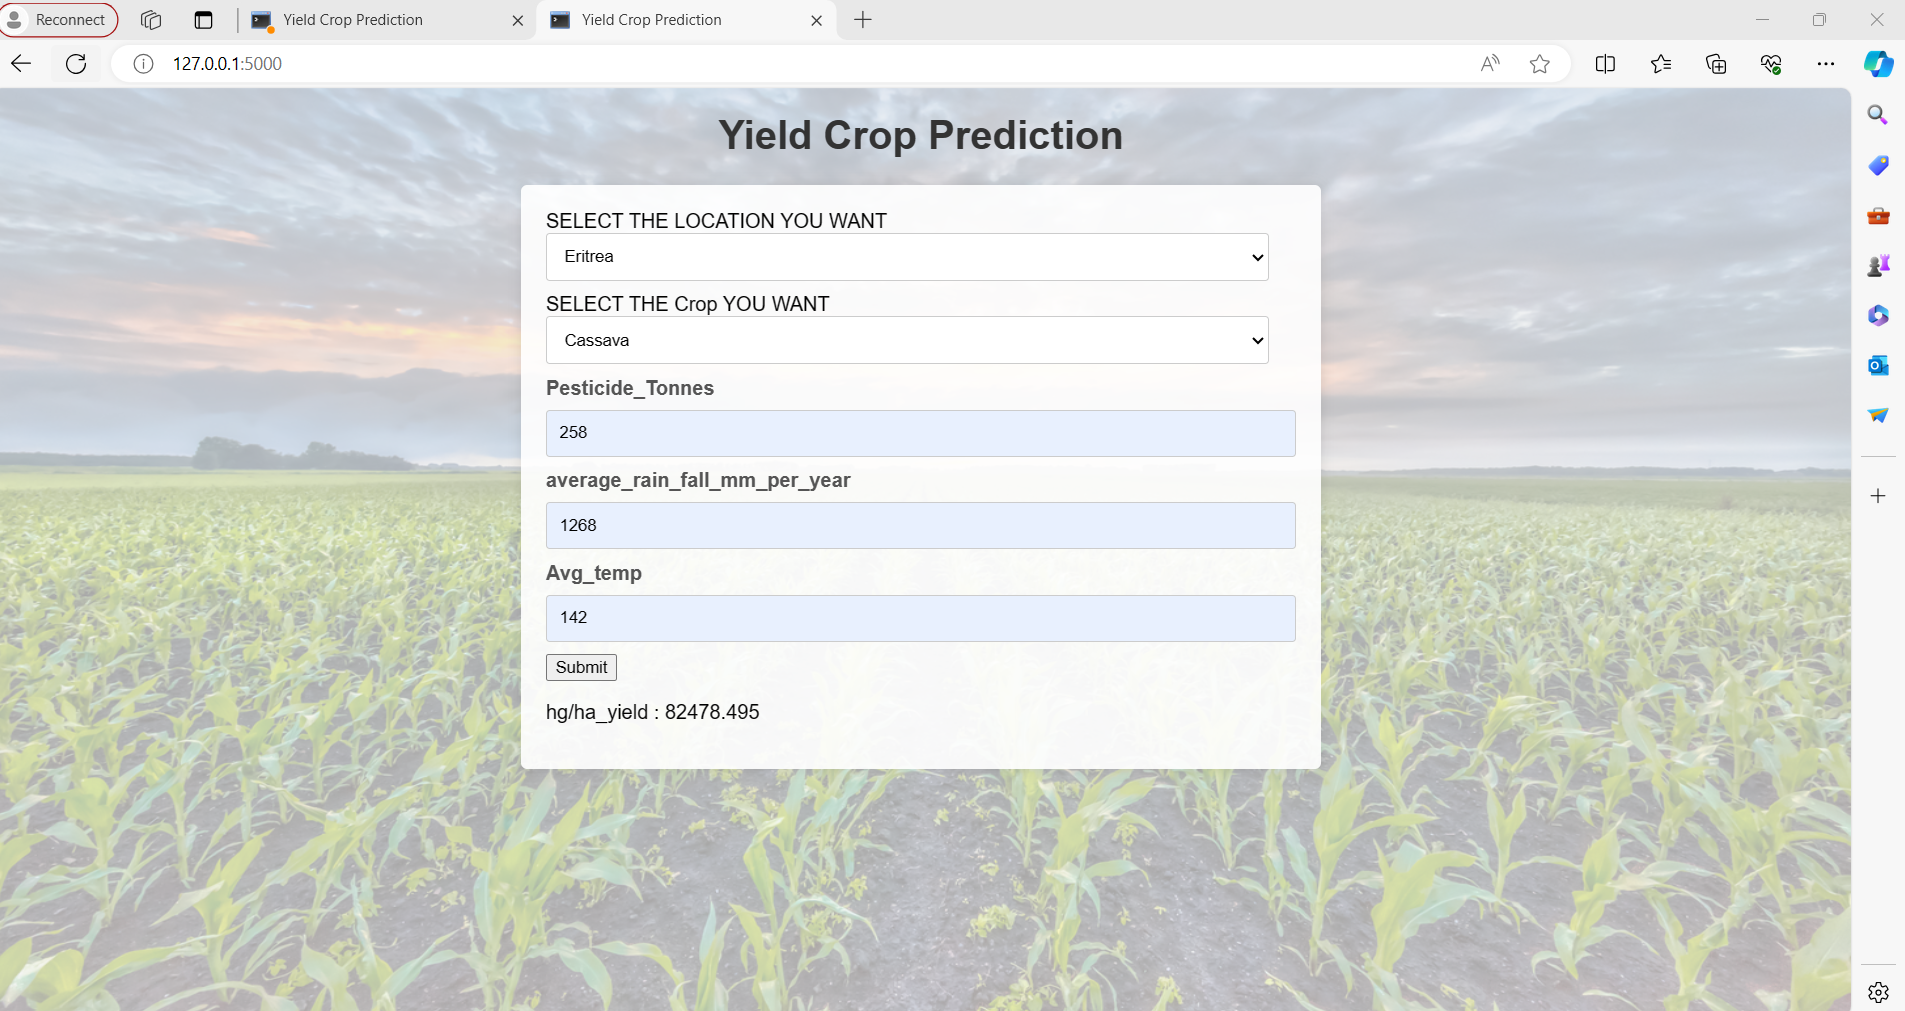 Reconnect
Yield Crop Prediction
Yield Crop Prediction
127.0.0.1:5000
Yield Crop Prediction
SELECT THE LOCATION YOU WANT
Eritrea
SELECT THE Crop YOU WANT
Cassava
Pesticide_Tonnes
258
average_rain_fall_mm_per_year
1268
Avg_temp
142
Submit
hg/ha_yield : 82478.495